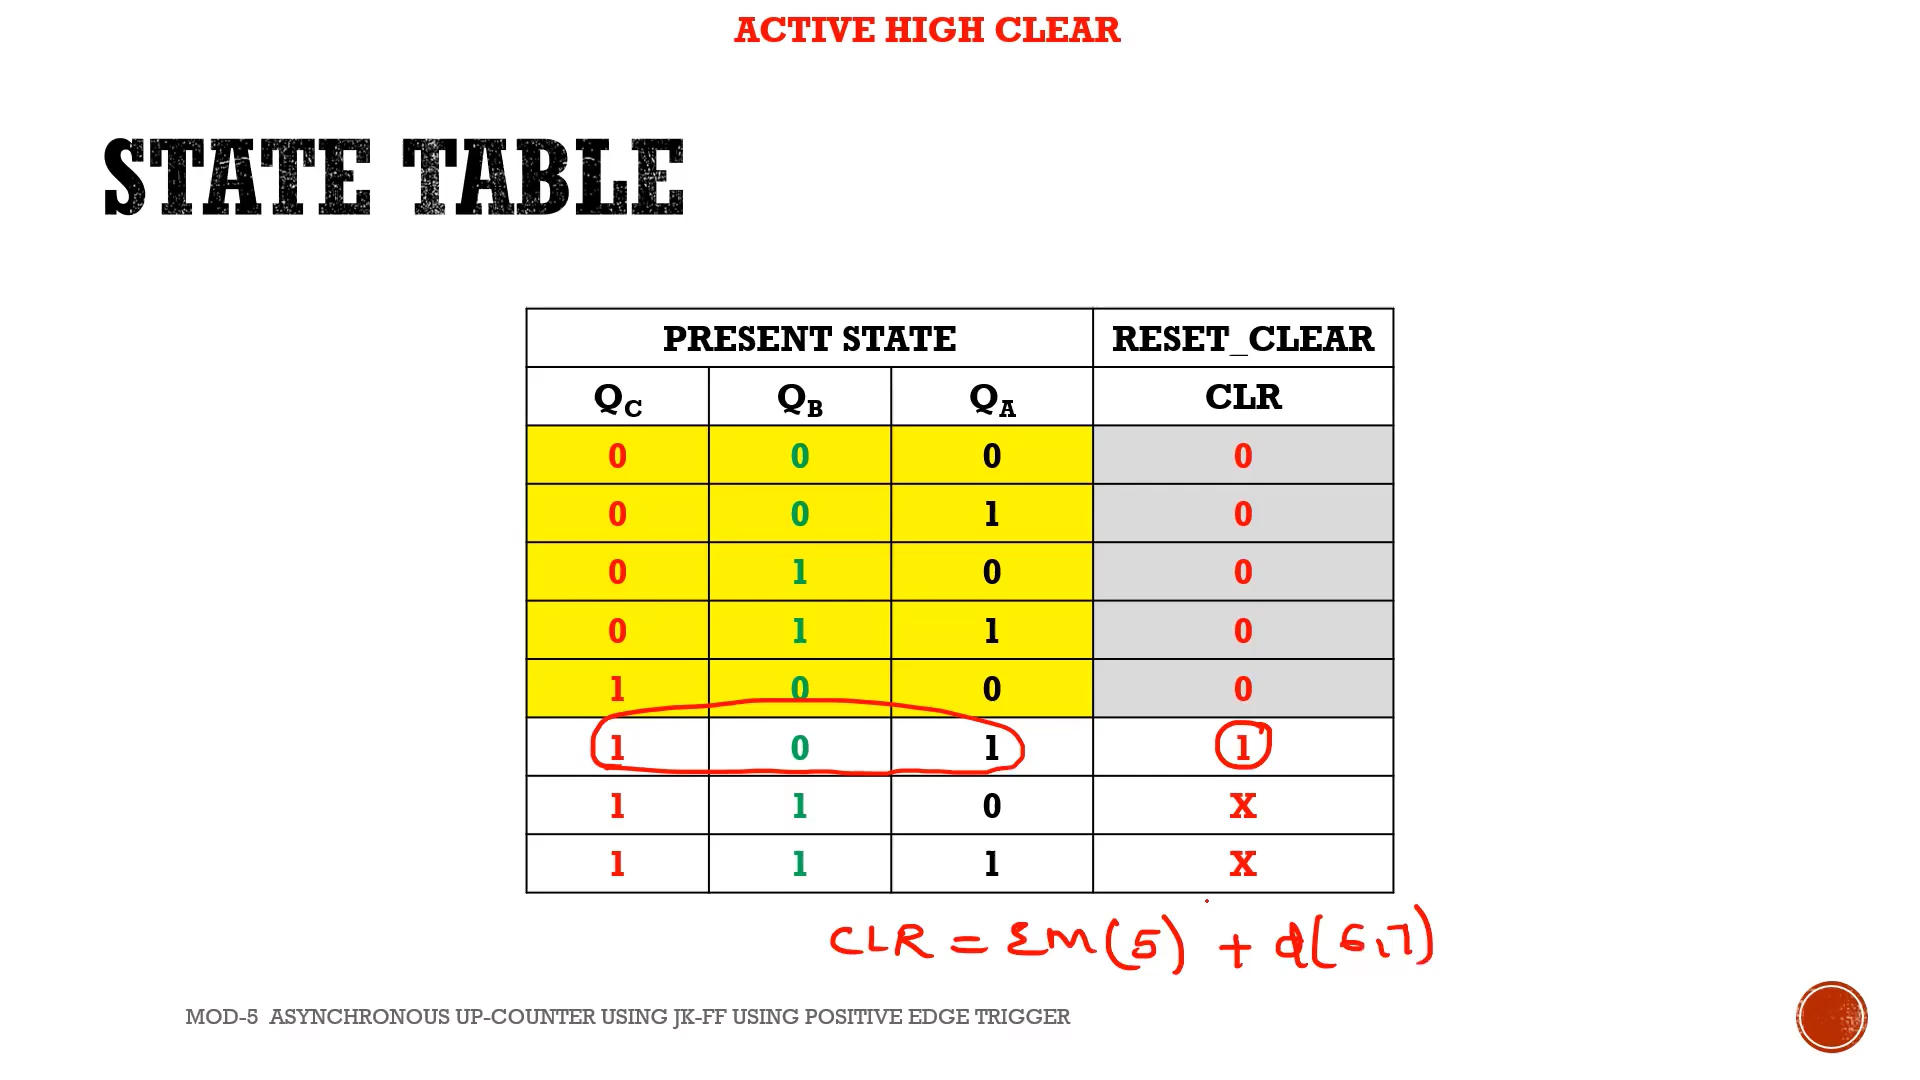 ACTIVE HIGH CLEAR
STATE TABLE
PRESENT STATE RESET_CLEAR
QC QB QA CLR
0 0 0 0
0 0 1 0
0 1 0 0
0 1 1 0
1 0 0 0
1 0 1 1
1 1 0 X
1 1 1 X
CLR = Σm(5) + d(6,7)
MOD-5 ASYNCHRONOUS UP-COUNTER USING JK-FF USING POSITIVE EDGE TRIGGER